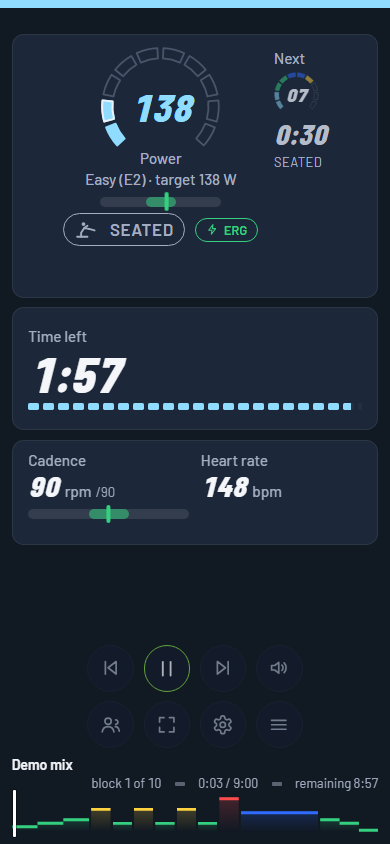 138
Power
Easy (E2) · target 138 W
SEATED
ERG
Next
07
0:30
SEATED
Time left
1:57
Cadence
90 rpm /90
Heart rate
148 bpm
Demo mix
block 1 of 10
0:03 / 9:00
remaining 8:57